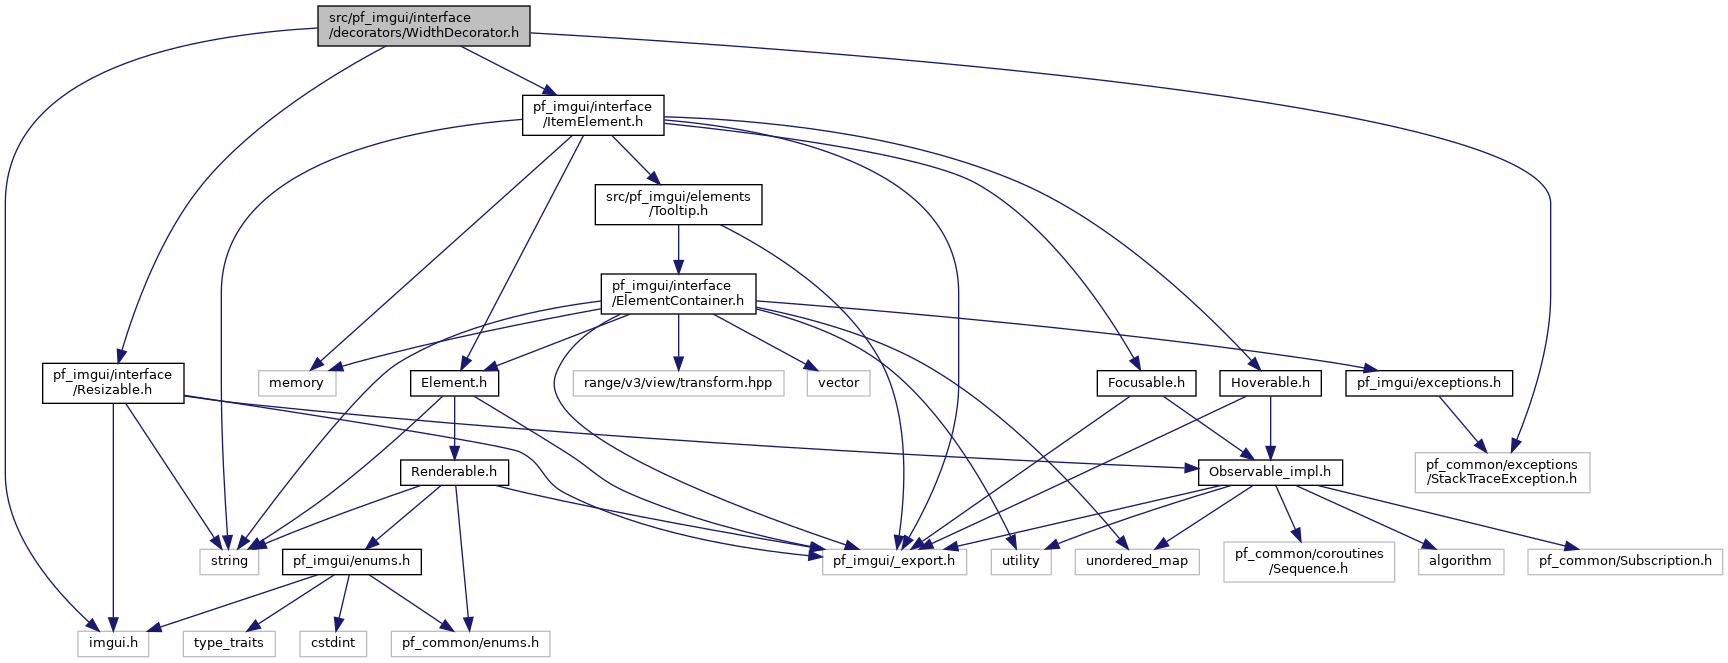 src/pf_imgui/interface
/decorators/WidthDecorator.h
pf_imgui/interface
/ItemElement.h
src/pf_imgui/elements
/Tooltip.h
pf_imgui/interface
/ElementContainer.h
pf_imgui/interface
/Resizable.h
memory
Element.h
range/v3/view/transform.hpp
vector
Focusable.h
Hoverable.h
pf_imgui/exceptions.h
Renderable.h
Observable_impl.h
pf_common/exceptions
/StackTraceException.h
string
pf_imgui/enums.h
pf_imgui/_export.h
utility
unordered_map
pf_common/coroutines
/Sequence.h
algorithm
pf_common/Subscription.h
imgui.h
type_traits
cstdint
pf_common/enums.h